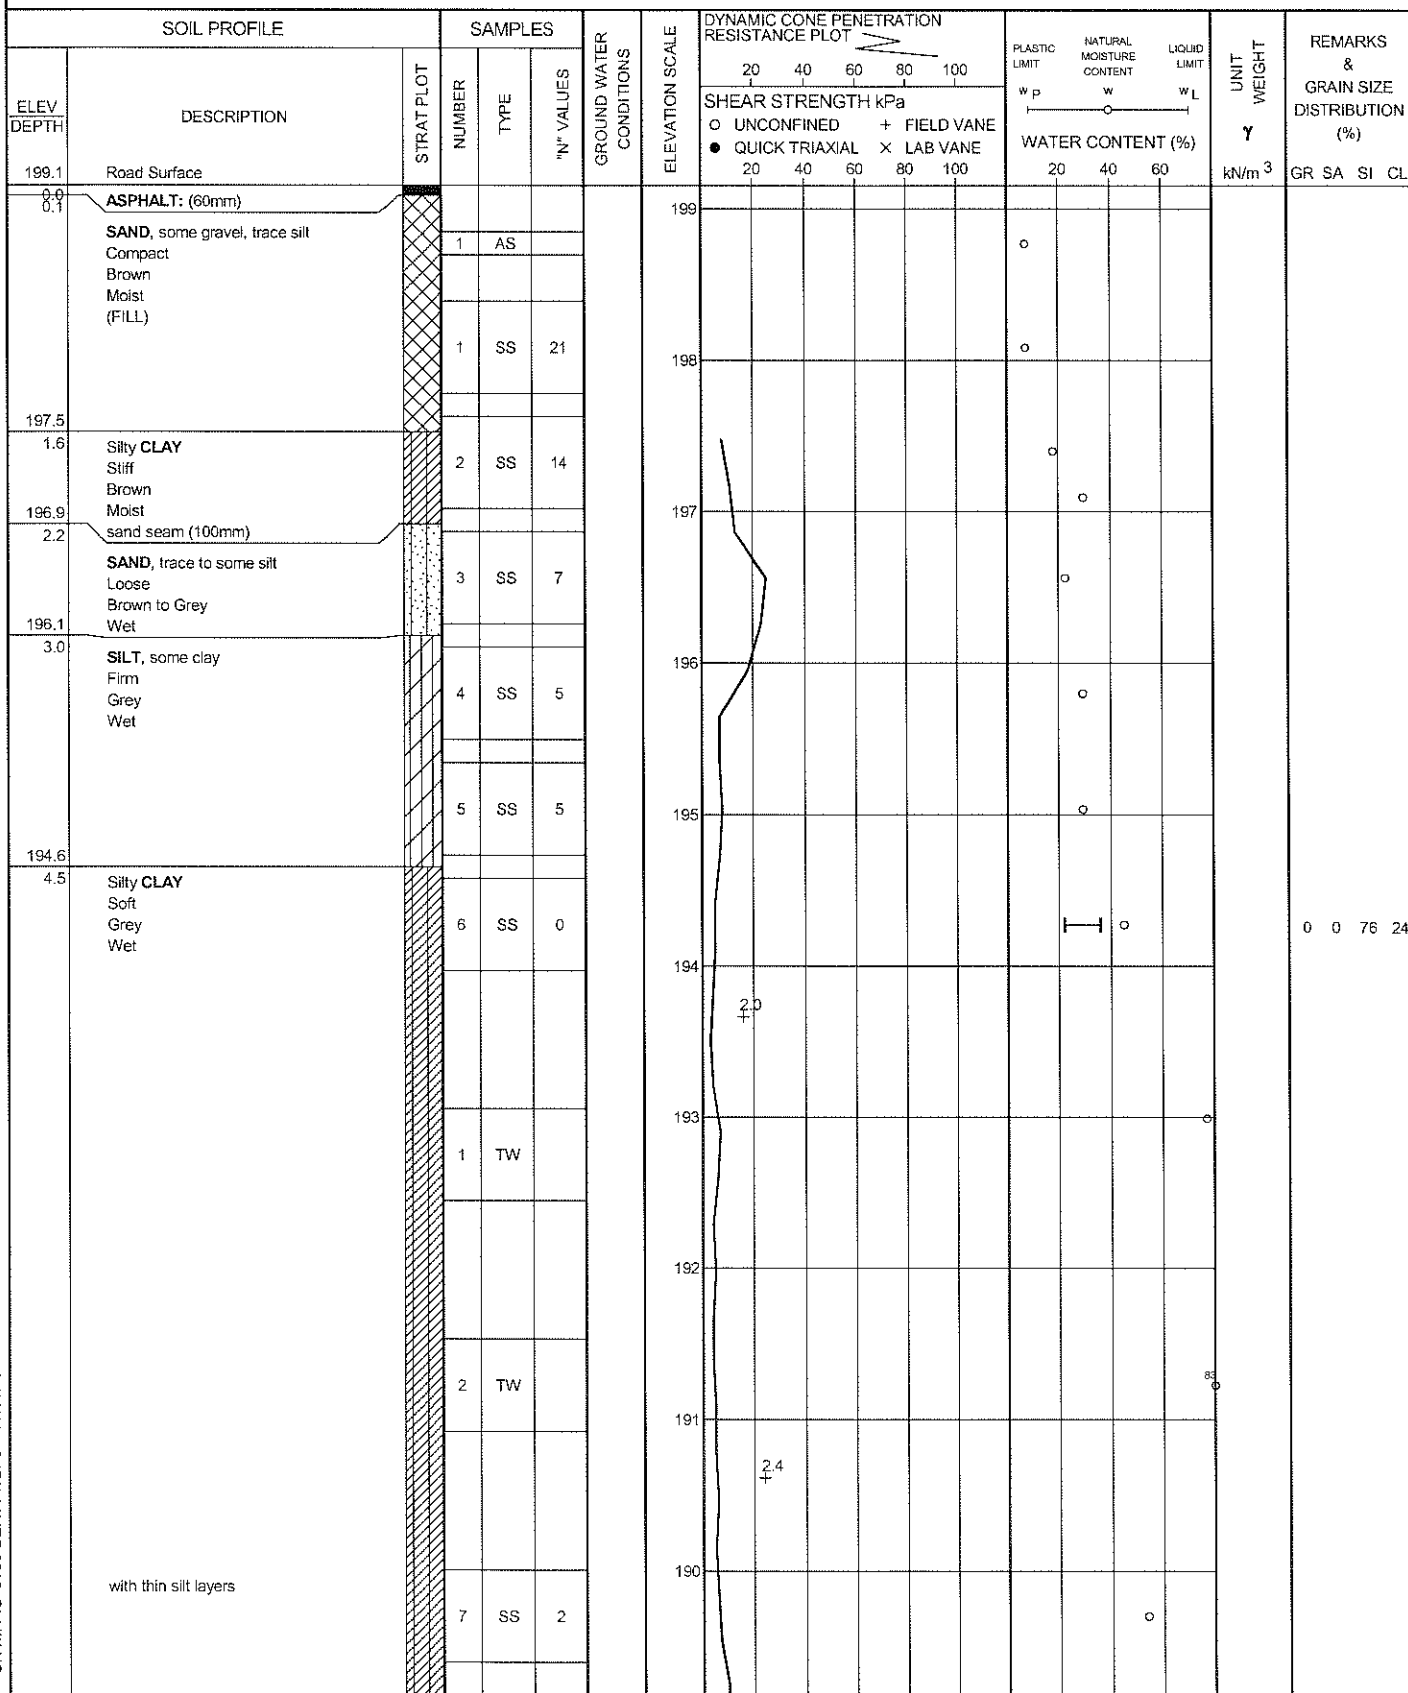 SOIL PROFILE
SAMPLES
GROUND WATER
CONDITIONS
ELEVATION SCALE
DYNAMIC CONE PENETRATION
RESISTANCE PLOT
20 40 60 80 100
PLASTIC
LIMIT
NATURAL
MOISTURE
CONTENT
LIQUID
LIMIT
W P
W
W L
UNIT
WEIGHT
γ
kN/m 3
REMARKS
&
GRAIN SIZE
DISTRIBUTION
(%)
GR SA SI CL
ELEV
DEPTH
DESCRIPTION
STRAT PLOT
NUMBER
TYPE
"N" VALUES
SHEAR STRENGTH kPa
○ UNCONFINED + FIELD VANE
● QUICK TRIAXIAL × LAB VANE
20 40 60 80 100
WATER CONTENT (%)
20 40 60
199.1 Road Surface
0.0
0.1
ASPHALT: (60mm)
199
SAND, some gravel, trace silt
Compact
Brown
Moist
(FILL)
1 AS
1 SS 21
198
197.5
1.6
Silty CLAY
Stiff
Brown
Moist
2 SS 14
197
196.9
2.2
sand seam (100mm)
SAND, trace to some silt
Loose
Brown to Grey
Wet
3 SS 7
196.1
3.0
SILT, some clay
Firm
Grey
Wet
196
4 SS 5
5 SS 5
195
194.6
4.5
Silty CLAY
Soft
Grey
Wet
6 SS 0
0 0 76 24
194
2.0
193
1 TW
192
2 TW
83
191
2.4
190
with thin silt layers
7 SS 2